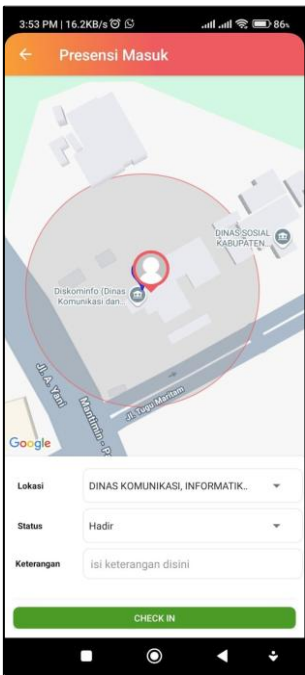 3:53 PM | 16.2KB/s
86%
Presensi Masuk
DINAS SOSIAL
KABUPATEN...
Diskominfo (Dinas
Komunikasi dan...
Jl. A. Yani
Mantimin - P
Jl. Tugu Maritam
Google
Lokasi
DINAS KOMUNIKASI, INFORMATIK..
Status
Hadir
Keterangan
isi keterangan disini
CHECK IN